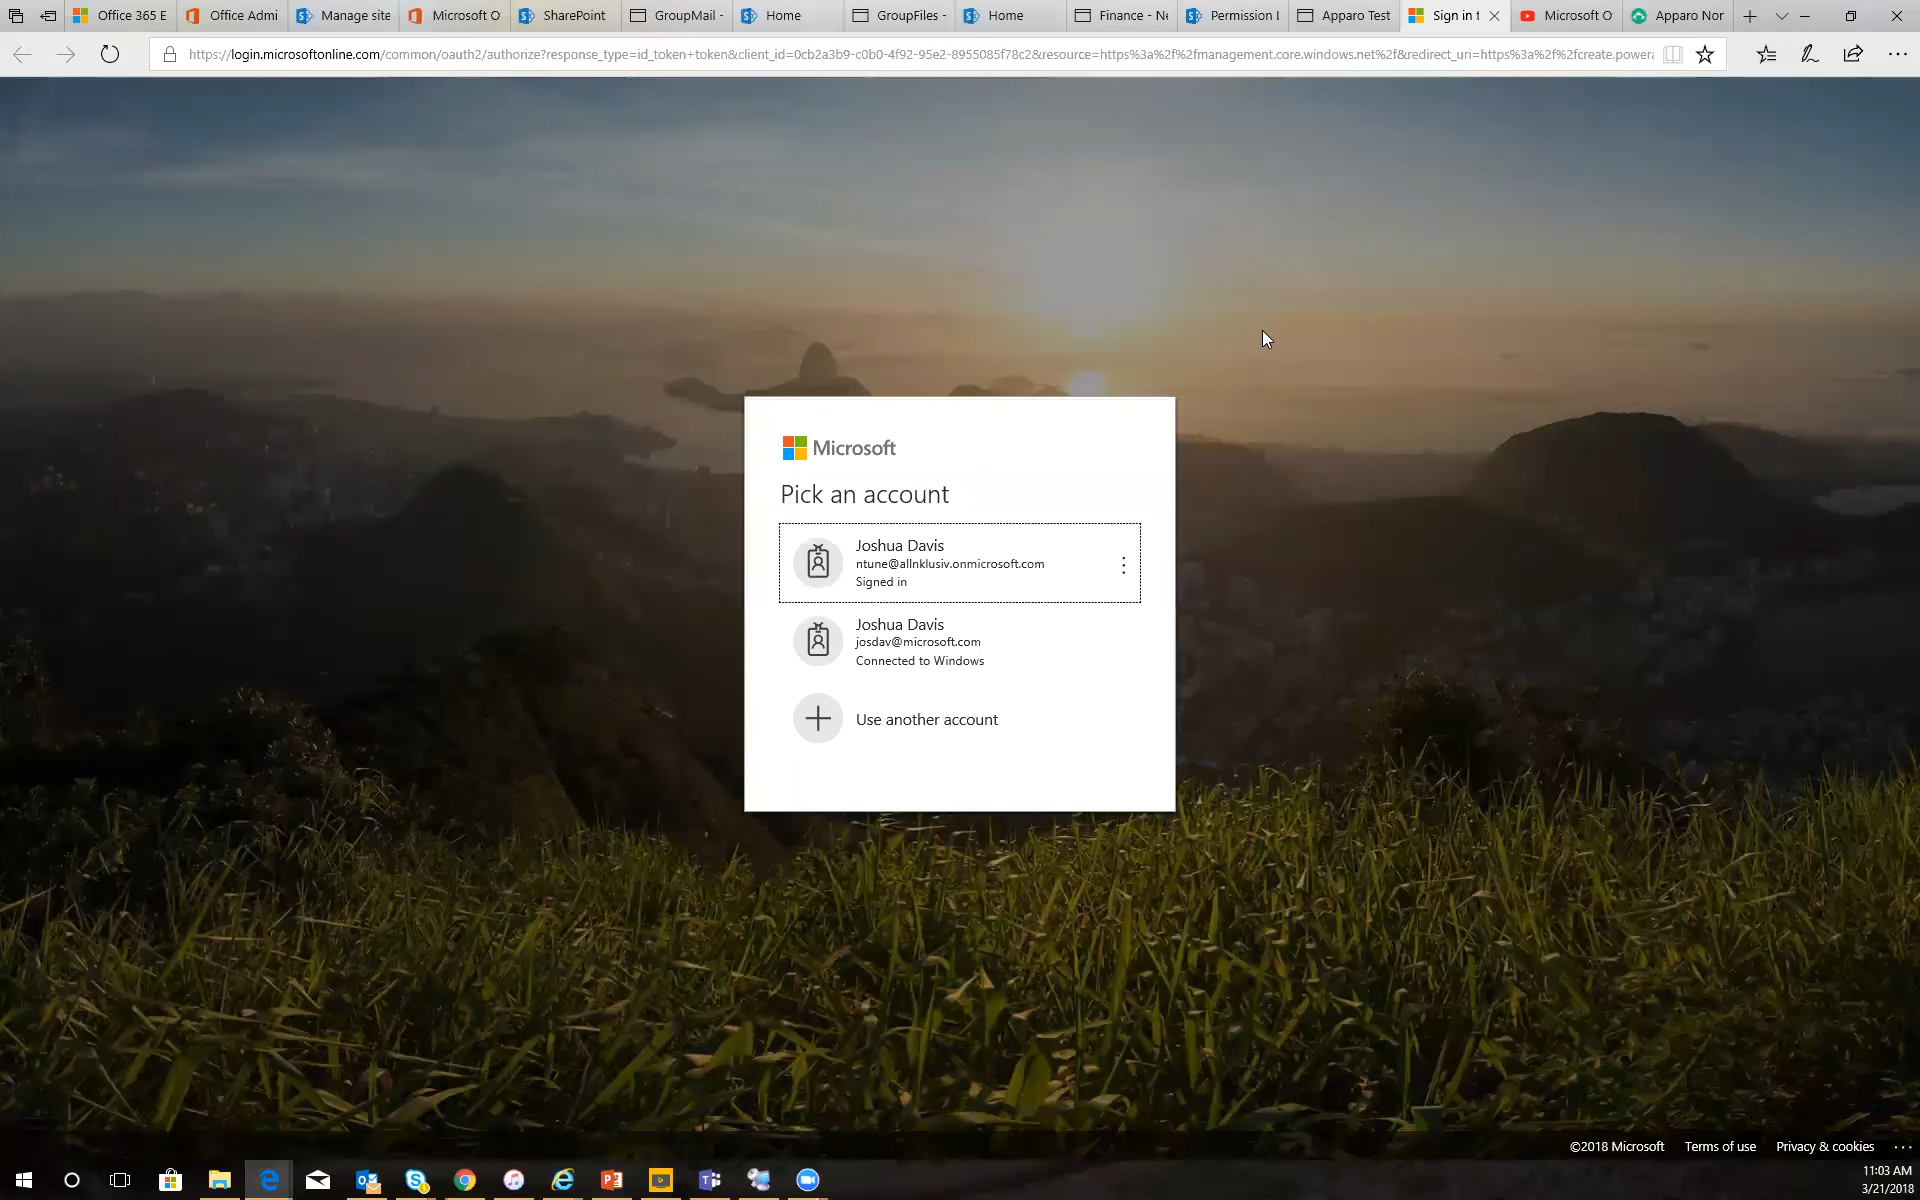 Office 365 E
Office Admi
Manage site
Microsoft O
SharePoint
GroupMail -
Home
GroupFiles -
Home
Finance - Ne
Permission L
Apparo Test
Sign in t
Microsoft O
Apparo Nor
https://login.microsoftonline.com/common/oauth2/authorize?response_type=id_token+token&client_id=0cb2a3b9-c0b0-4f92-95e2-8955085f78c2&resource=https%3a%2f%2fmanagement.core.windows.net%2f&redirect_uri=https%3a%2f%2fcreate.powera
Microsoft
Pick an account
Joshua Davis
ntune@allnklusiv.onmicrosoft.com
Signed in
Joshua Davis
josdav@microsoft.com
Connected to Windows
Use another account
©2018 Microsoft Terms of use Privacy & cookies ...
11:03 AM
3/21/2018